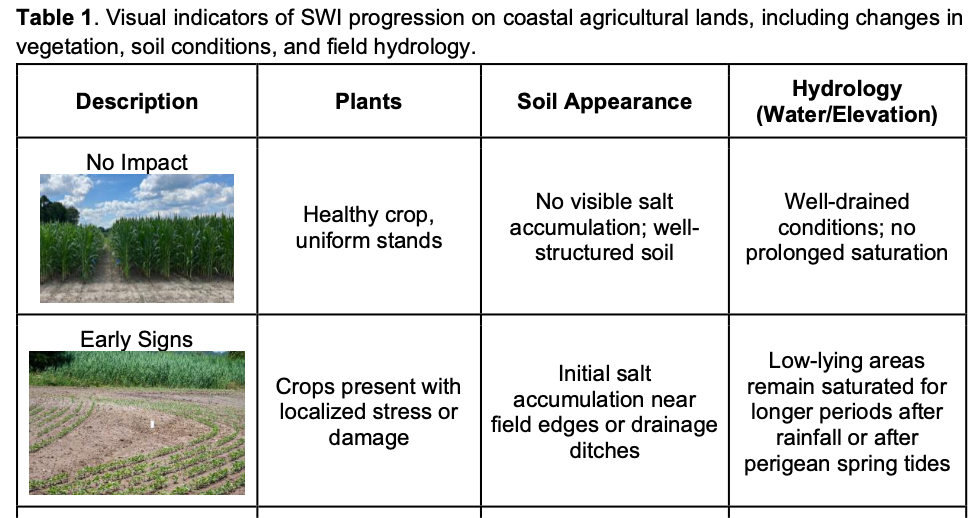 Table 1. Visual indicators of SWI progression on coastal agricultural lands, including changes in
vegetation, soil conditions, and field hydrology.
Description
Plants
Soil Appearance
Hydrology
(Water/Elevation)
No Impact
Healthy crop,
uniform stands
No visible salt
accumulation; well-
structured soil
Well-drained
conditions; no
prolonged saturation
Early Signs
Crops present with
localized stress or
damage
Initial salt
accumulation near
field edges or drainage
ditches
Low-lying areas
remain saturated for
longer periods after
rainfall or after
perigean spring tides